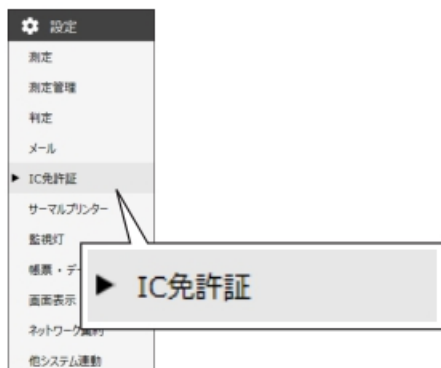 設定
測定
測定管理
判定
メール
IC免許証
サーマルプリンター
監視灯
帳票・デ
画面表示
IC免許証
ネットワーク
他システム連動